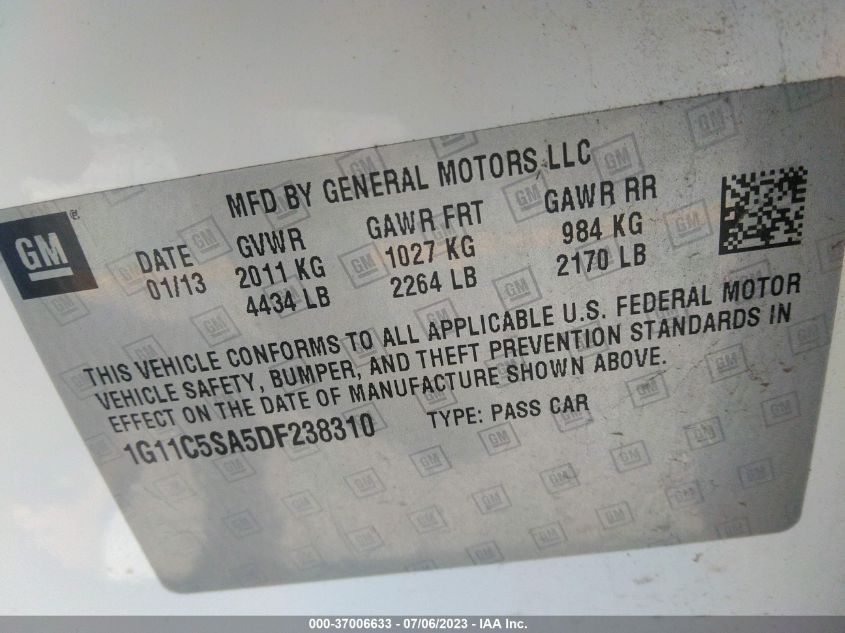 MFD BY GENERAL MOTORS LLC
GM
DATE GVWR GAWR FRT GAWR RR
01/13 2011 KG 1027 KG 984 KG
4434 LB 2264 LB 2170 LB
THIS VEHICLE CONFORMS TO ALL APPLICABLE U.S. FEDERAL MOTOR
VEHICLE SAFETY, BUMPER, AND THEFT PREVENTION STANDARDS IN
EFFECT ON THE DATE OF MANUFACTURE SHOWN ABOVE.
1G11C5SA5DF238310 TYPE: PASS CAR
000-37006633 / 07/06/2023 - IAA Inc.